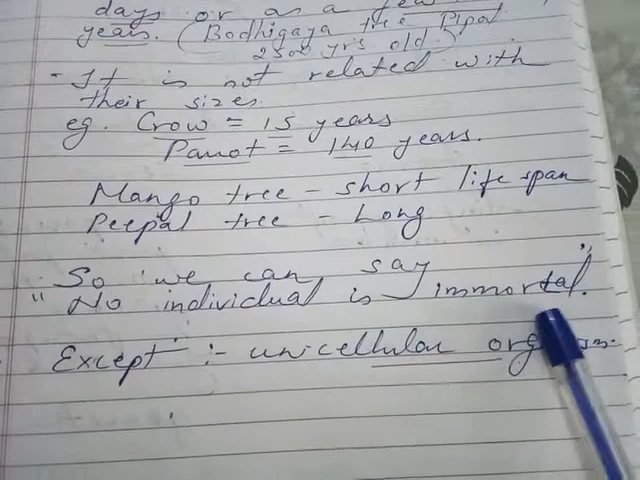 days or as a
years. (Bodhigaya the Pipal
2500 yrs old)
- It is not related with
their sizes.
eg. Crow = 15 years
Parrot = 140 years.
Mango tree - short life span
Peepal tree - Long
So we can say
"No individual is immortal."
Except :- unicellular